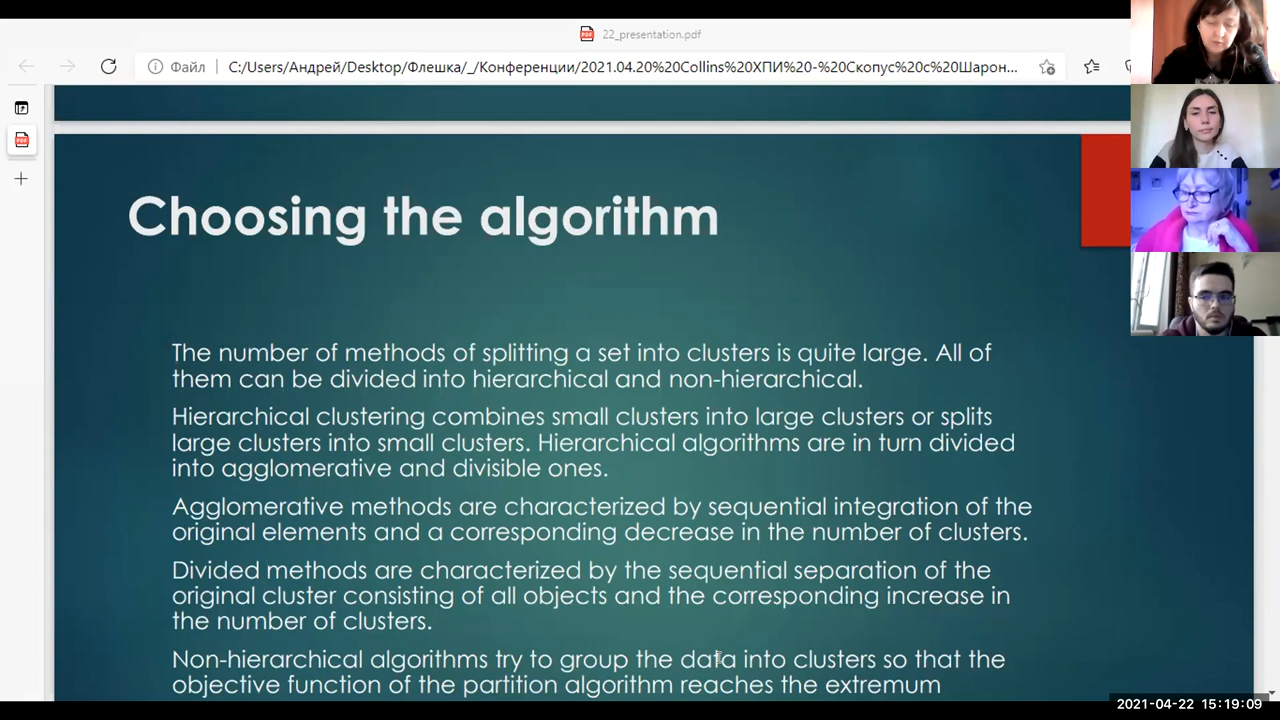 22_presentation.pdf
Файл
C:/Users/Андрей/Desktop/Флешка/_/Конференции/2021.04.20%20Collins%20ХПИ%20-%20Скопус%20с%20Шарон...
Choosing the algorithm
The number of methods of splitting a set into clusters is quite large. All of
them can be divided into hierarchical and non-hierarchical.
Hierarchical clustering combines small clusters into large clusters or splits
large clusters into small clusters. Hierarchical algorithms are in turn divided
into agglomerative and divisible ones.
Agglomerative methods are characterized by sequential integration of the
original elements and a corresponding decrease in the number of clusters.
Divided methods are characterized by the sequential separation of the
original cluster consisting of all objects and the corresponding increase in
the number of clusters.
Non-hierarchical algorithms try to group the data into clusters so that the
objective function of the partition algorithm reaches the extremum
2021-04-22 15:19:09